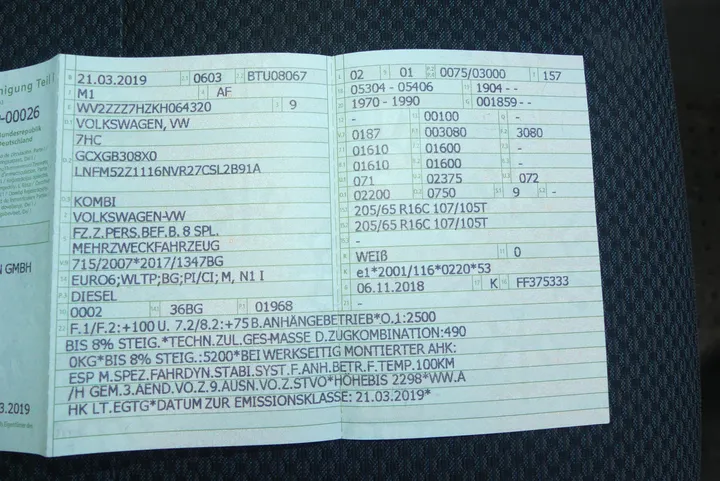 nigung Teil I
-00026
Bundesrepublik
Deutschland
N GMBH
3.2019
21.03.2019 0603 BTU08067
M1 AF
WV2ZZZ7HZKH064320 9
VOLKSWAGEN, VW
7HC
GCXGB308X0
LNFM52Z1116NVR27CSL2B91A
KOMBI
VOLKSWAGEN-VW
FZ.Z.PERS.BEF.B. 8 SPL.
MEHRZWECKFAHRZEUG
715/2007*2017/1347BG
EURO6;WLTP;BG;PI/CI; M, N1 I
DIESEL
0002 36BG 01968
02 01 0075/03000 157
05304 - 05406 1904 - -
1970 - 1990 001859 - -
- 00100 -
0187 003080 3080
01610 01600 -
01610 01600 -
071 02375 072
02200 0750 9 -
205/65 R16C 107/105T
205/65 R16C 107/105T
-
WEIß 0
e1*2001/116*0220*53
06.11.2018 K FF375333
-
F.1/F.2:+100 U. 7.2/8.2:+75 B.ANHÄNGEBETRIEB*O,1:2500
BIS 8% STEIG.*TECHN.ZUL.GES-MASSE D.ZUGKOMBINATION:490
0KG*BIS 8% STEIG.:5200*BEI WERKSEITIG MONTIERTER AHK:
ESP M.SPEZ.FAHRDYN.STABI.SYST.F.ANH.BETR.F.TEMP.100KM
/H GEM.3.AEND.VO.Z.9.AUSN.VO.Z.STVO*HÖHEBIS 2298*WW.A
HK LT.EGTG*DATUM ZUR EMISSIONSKLASSE: 21.03.2019*